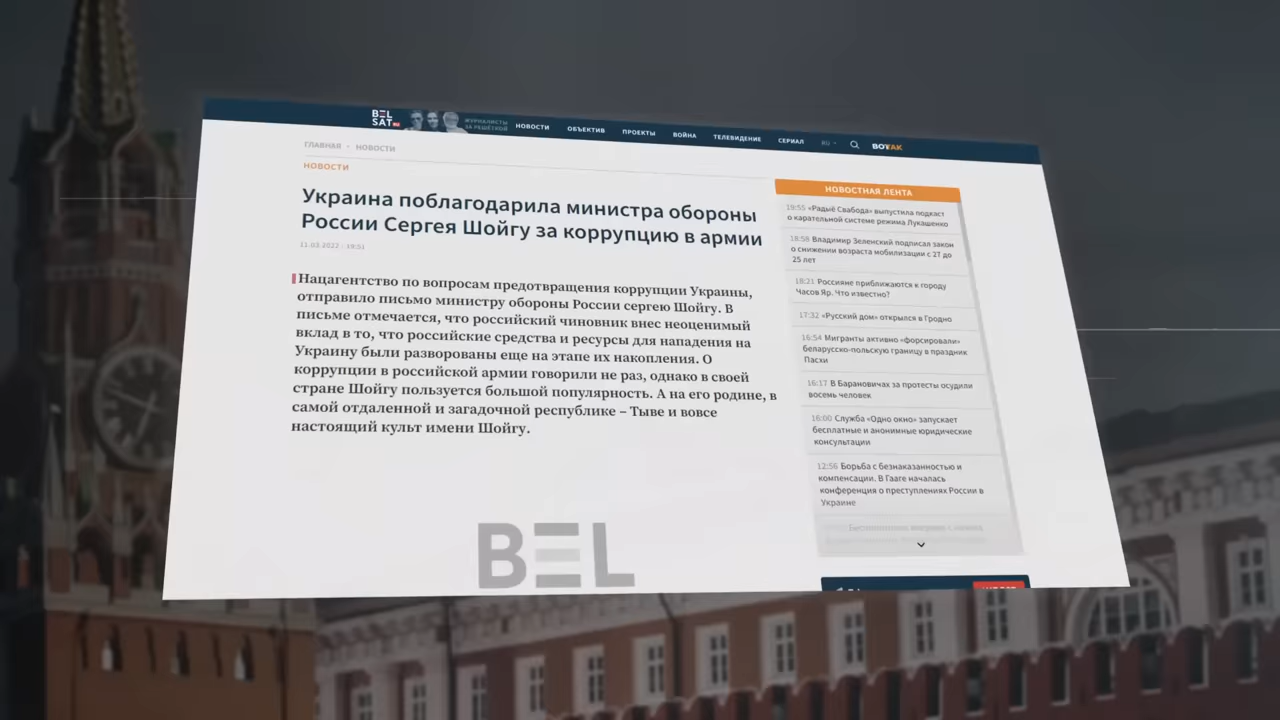 BEL
SAT
ЖУРНАЛИСТЫ
ЗА РЕШЁТКОЙ
НОВОСТИ ОБЪЕКТИВ ПРОЕКТЫ ВОЙНА ТЕЛЕВИДЕНИЕ СЕРИАЛ RU ВОТТАК
ГЛАВНАЯ • НОВОСТИ
НОВОСТИ
Украина поблагодарила министра обороны
России Сергея Шойгу за коррупцию в армии
11.03.2022
Нацагентство по вопросам предотвращения коррупции Украины,
отправило письмо министру обороны России сергею Шойгу. В
письме отмечается, что российский чиновник внес неоценимый
вклад в то, что российские средства и ресурсы для нападения на
Украину были разворованы еще на этапе их накопления. О
коррупции в российской армии говорили не раз, однако в своей
стране Шойгу пользуется большой популярность. А на его родине, в
самой отдаленной и загадочной республике – Тыве и вовсе
настоящий культ имени Шойгу.
BEL
НОВОСТНАЯ ЛЕНТА
19:55 «Радыё Свабода» выпустила подкаст
о карательной системе режима Лукашенко
18:58 Владимир Зеленский подписал закон
о снижении возраста мобилизации с 27 до
25 лет
18:21 Россияне приближаются к городу
Часов Яр. Что известно?
17:32 «Русский дом» открылся в Гродно
16:54 Мигранты активно «форсировали»
беларусско-польскую границу в праздник
Пасхи
16:17 В Барановичах за протесты осудили
восемь человек
16:00 Служба «Одно окно» запускает
бесплатные и анонимные юридические
консультации
12:56 Борьба с безнаказанностью и
компенсации. В Гааге началась
конференция о преступлениях России в
Украине